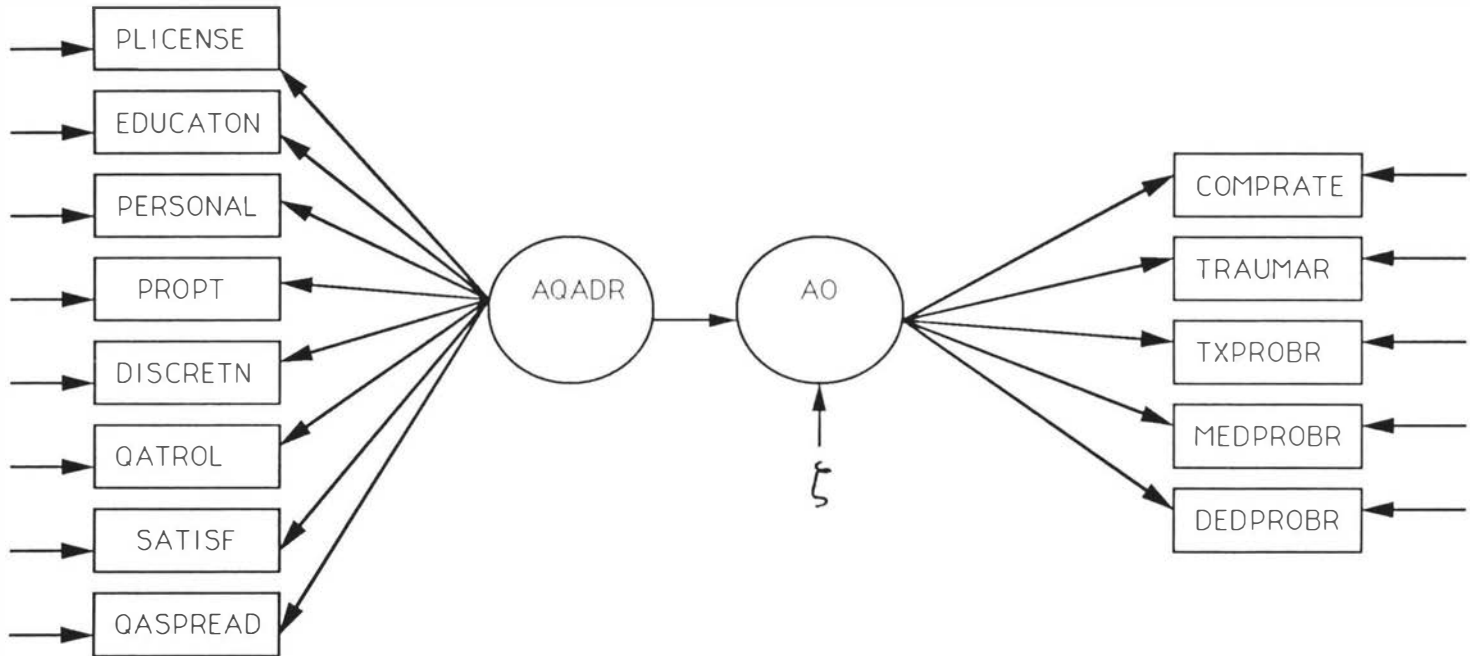 PLICENSE
EDUCATON
PERSONAL
PROPT
DISCRETN
QATROL
SATISF
QASPREAD
AQADR
AO
ζ
COMPRATE
TRAUMAR
TXPROBR
MEDPROBR
DEDPROBR